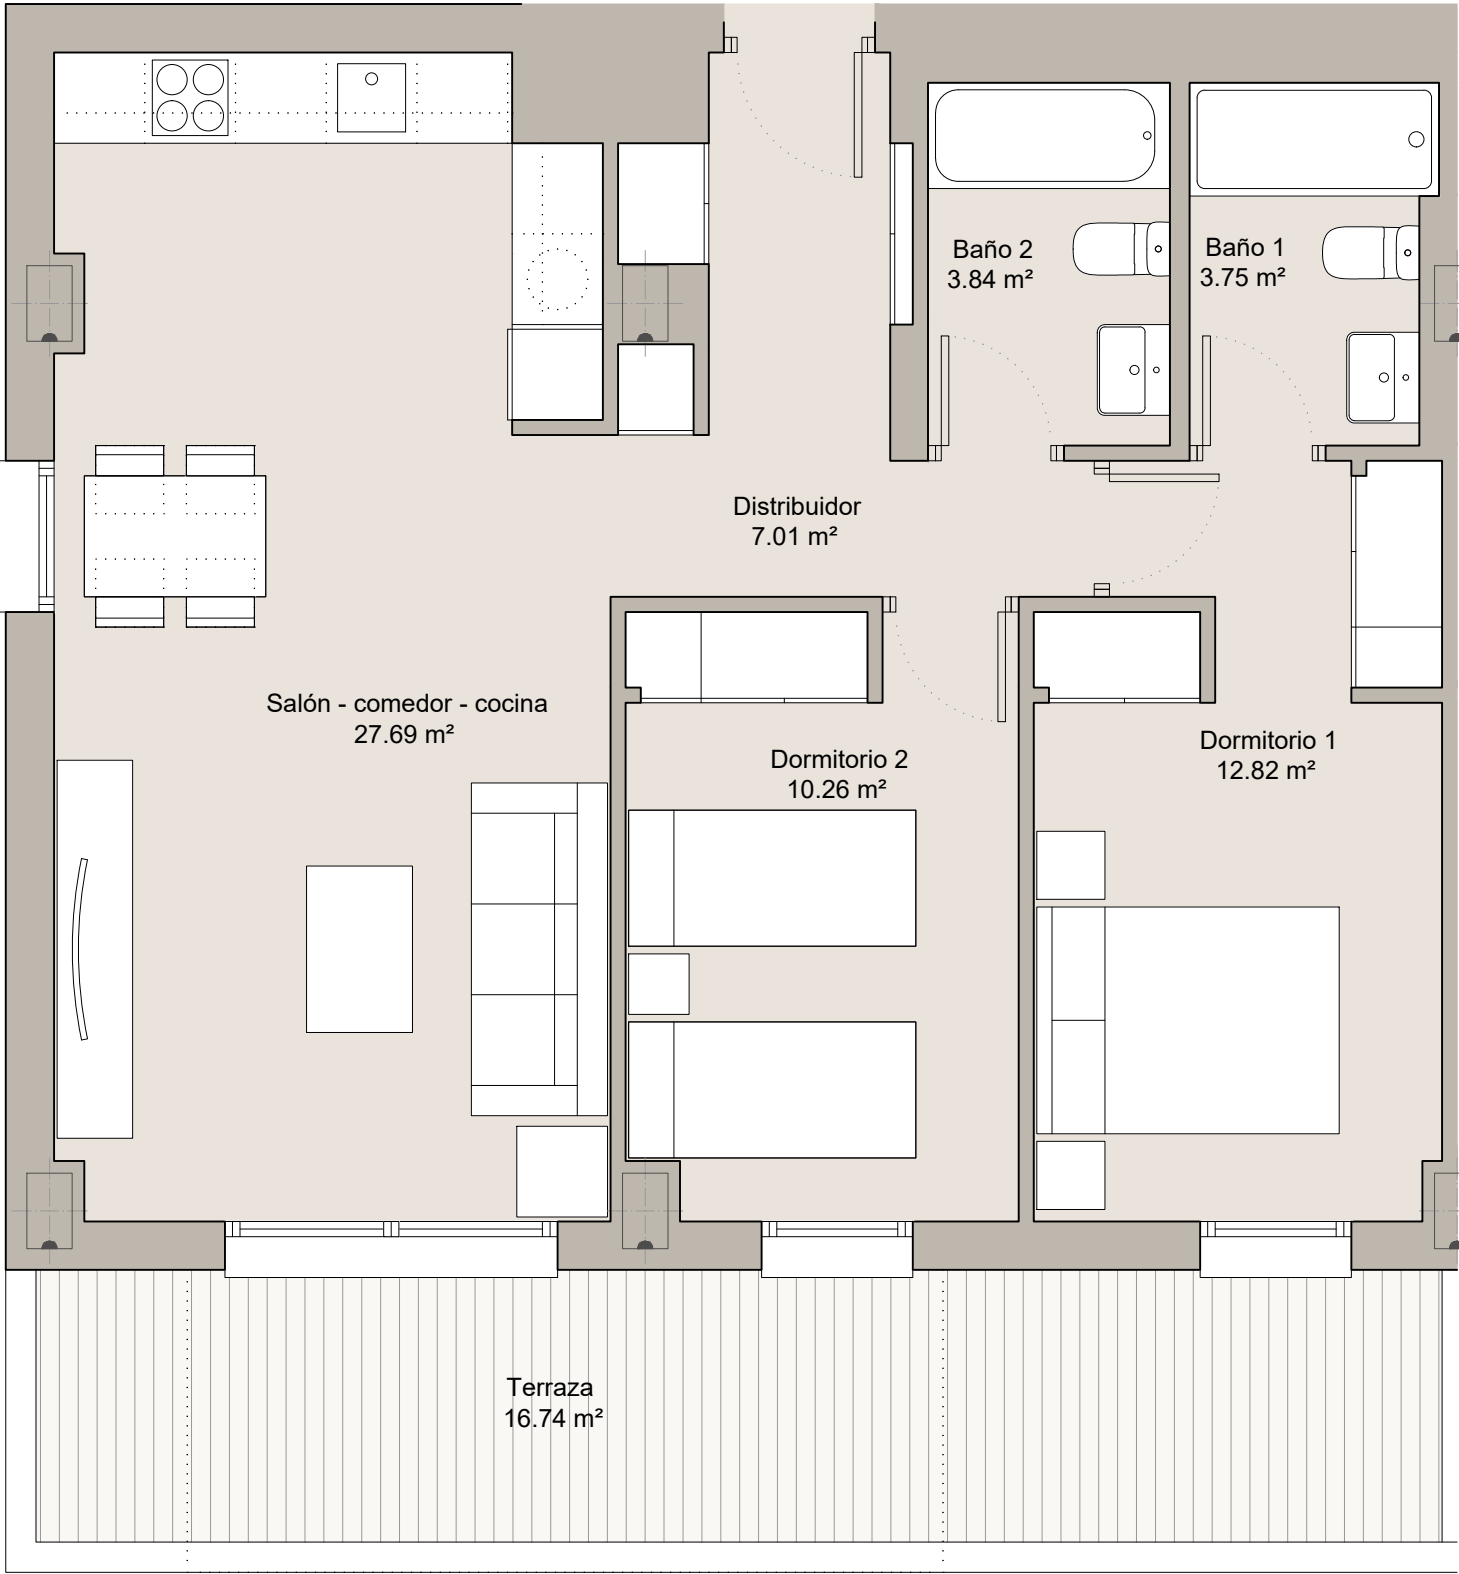 Baño 2
3.84 m²
Baño 1
3.75 m²
Distribuidor
7.01 m²
Salón - comedor - cocina
27.69 m²
Dormitorio 2
10.26 m²
Dormitorio 1
12.82 m²
Terraza
16.74 m²